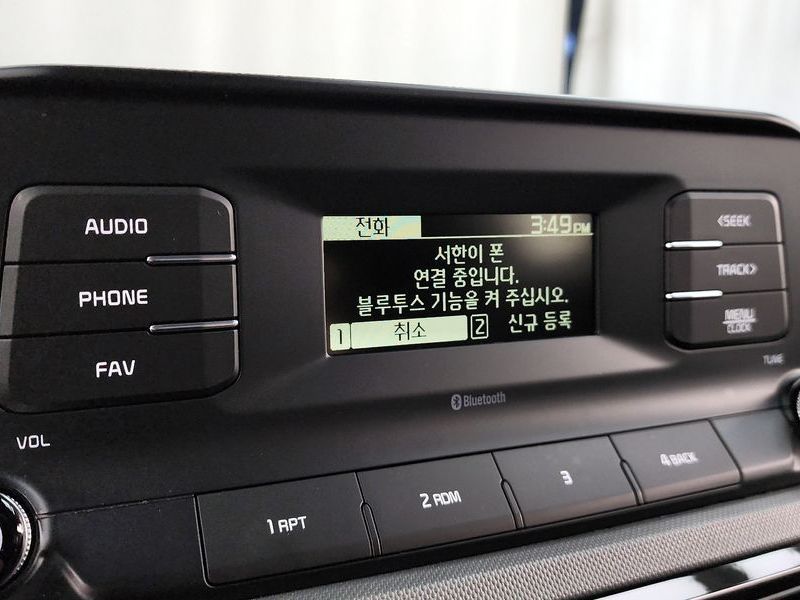 AUDIO
PHONE
FAV
VOL
전화 3:49PM
서한이 폰
연결 중입니다.
블루투스 기능을 켜 주십시오.
1 취소 2 신규 등록
Bluetooth
<SEEK
TRACK>
MENU
CLOCK
TUNE
1 RPT
2 RDM
3
4 BACK